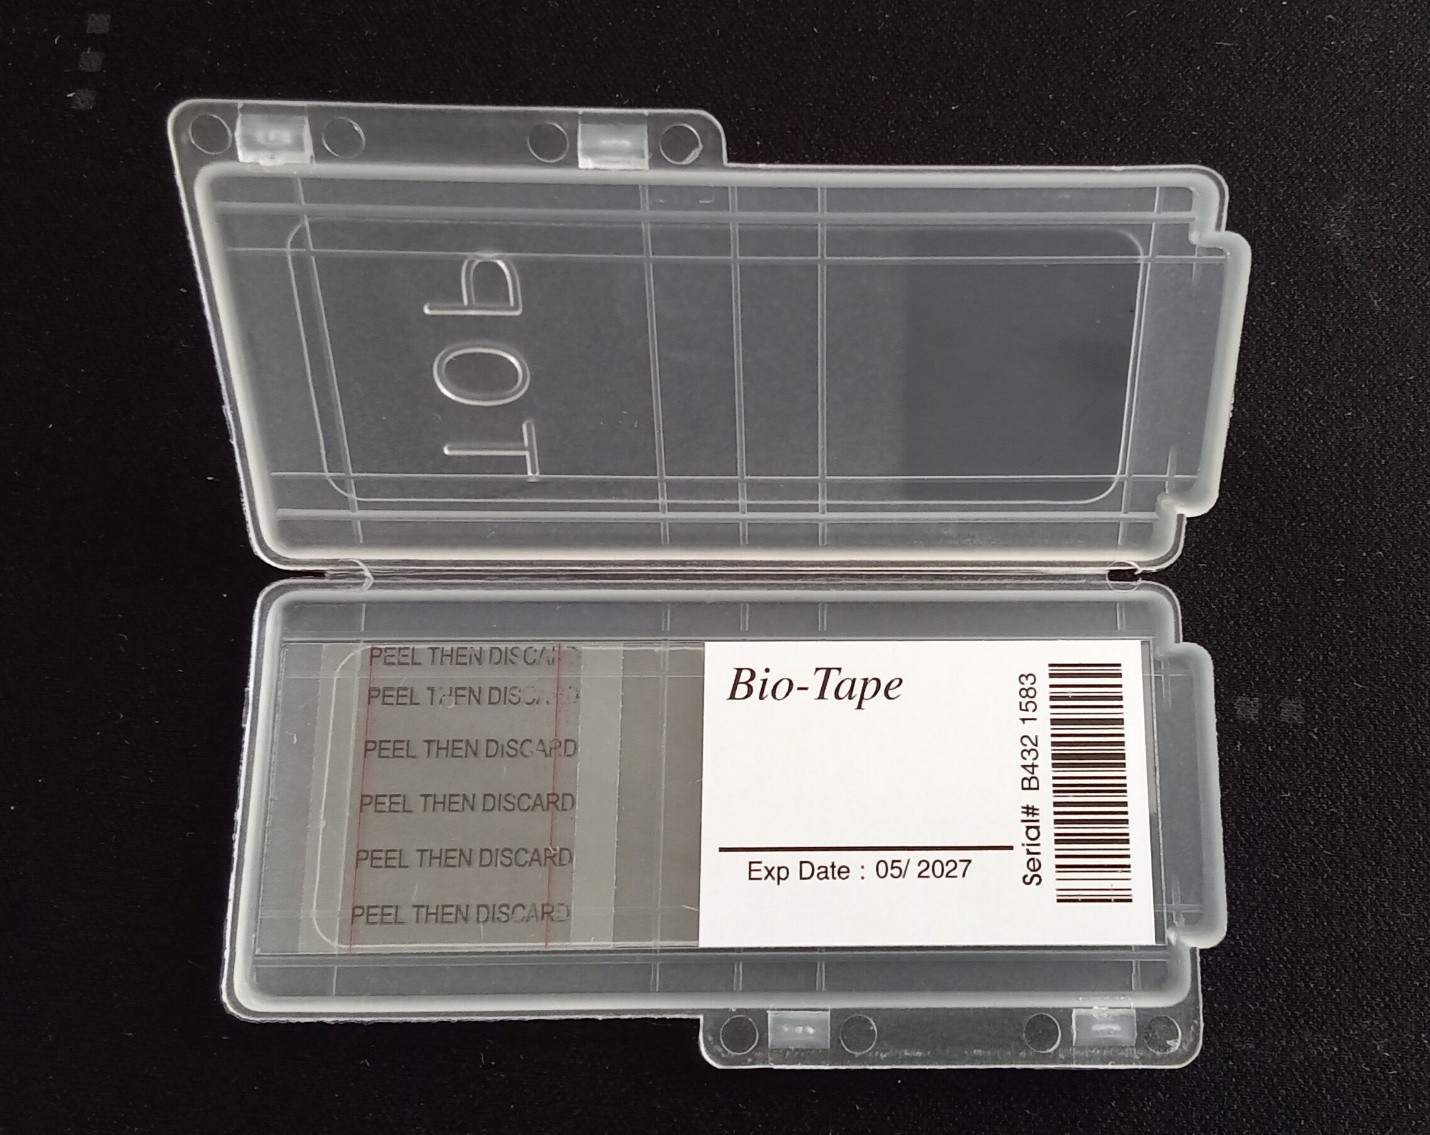 TOP
PEEL THEN DISCARD
PEEL THEN DISCARD
PEEL THEN DISCARD
PEEL THEN DISCARD
PEEL THEN DISCARD
PEEL THEN DISCARD
Bio-Tape
Exp Date : 05/ 2027
Serial# B432 1583